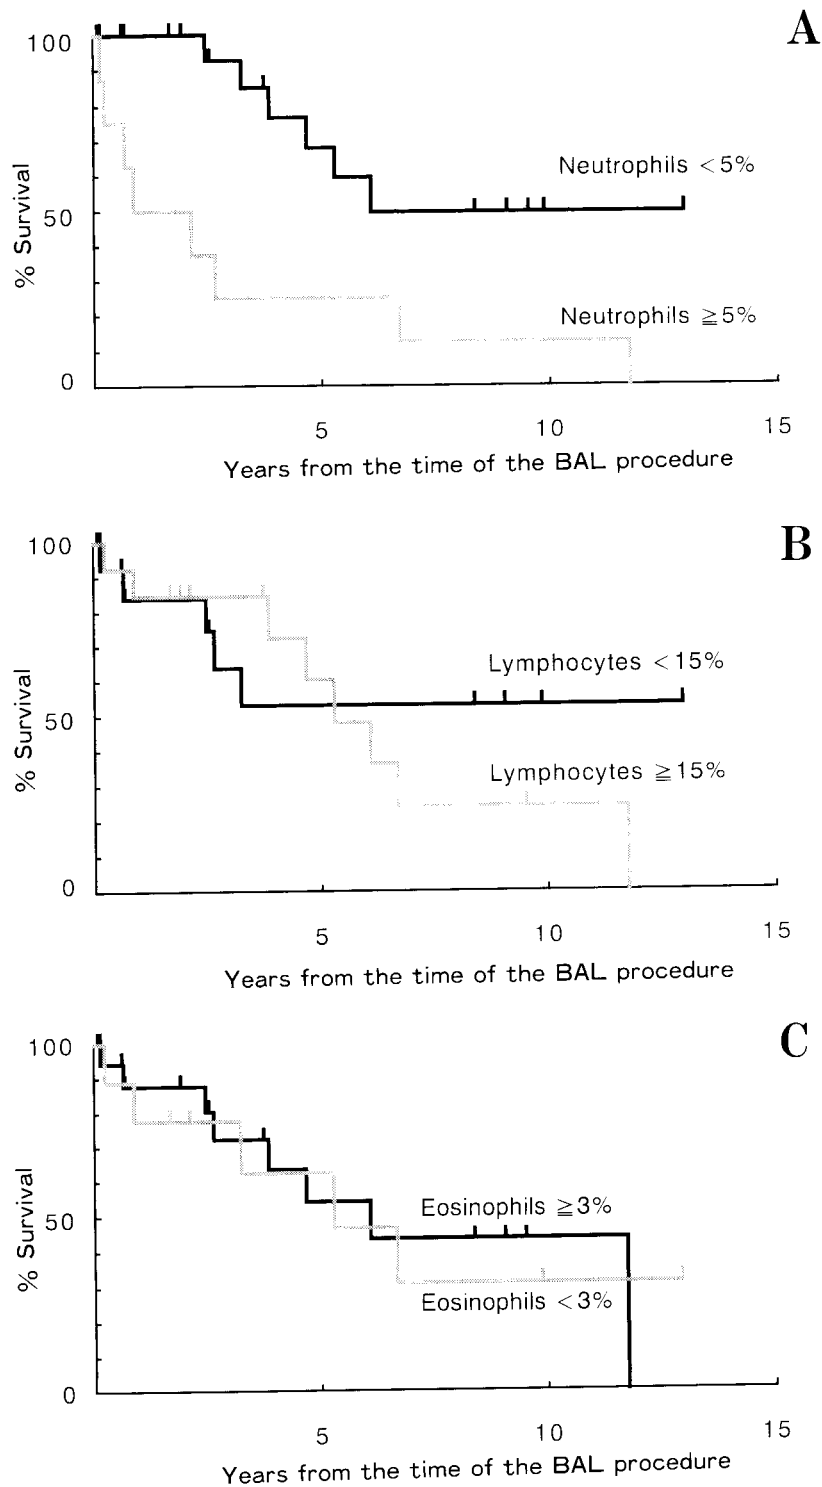 A
100
50
0
% Survival
Neutrophils <5%
Neutrophils ≧5%
5 10 15
Years from the time of the BAL procedure
B
100
50
0
% Survival
Lymphocytes <15%
Lymphocytes ≧15%
5 10 15
Years from the time of the BAL procedure
C
100
50
0
% Survival
Eosinophils ≧3%
Eosinophils <3%
5 10 15
Years from the time of the BAL procedure